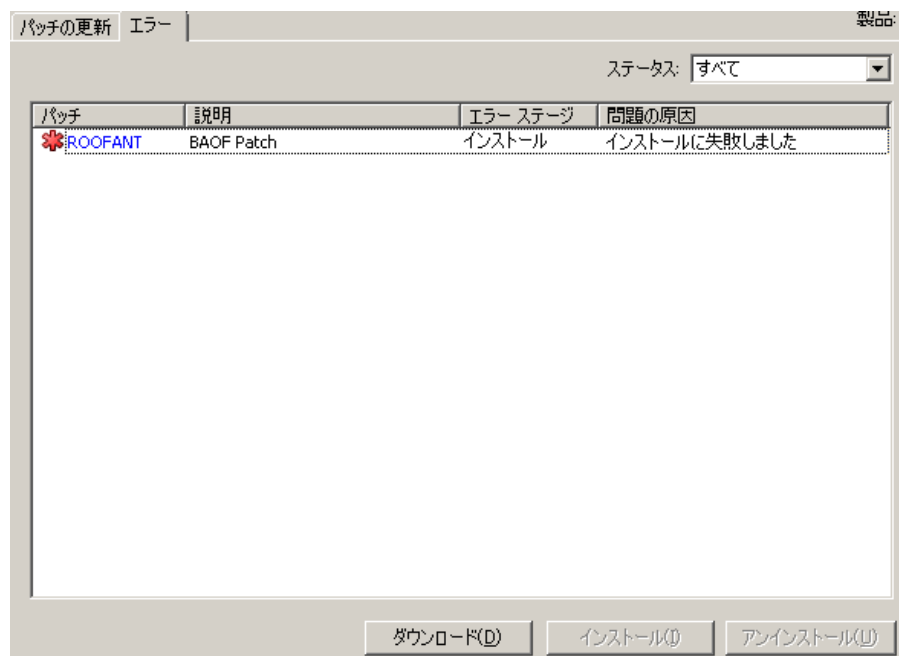 パッチの更新 エラー 製品:
ステータス: すべて
パッチ 説明 エラー ステージ 問題の原因
ROOFANT BAOF Patch インストール インストールに失敗しました
ダウンロード(D) インストール(I) アンインストール(U)